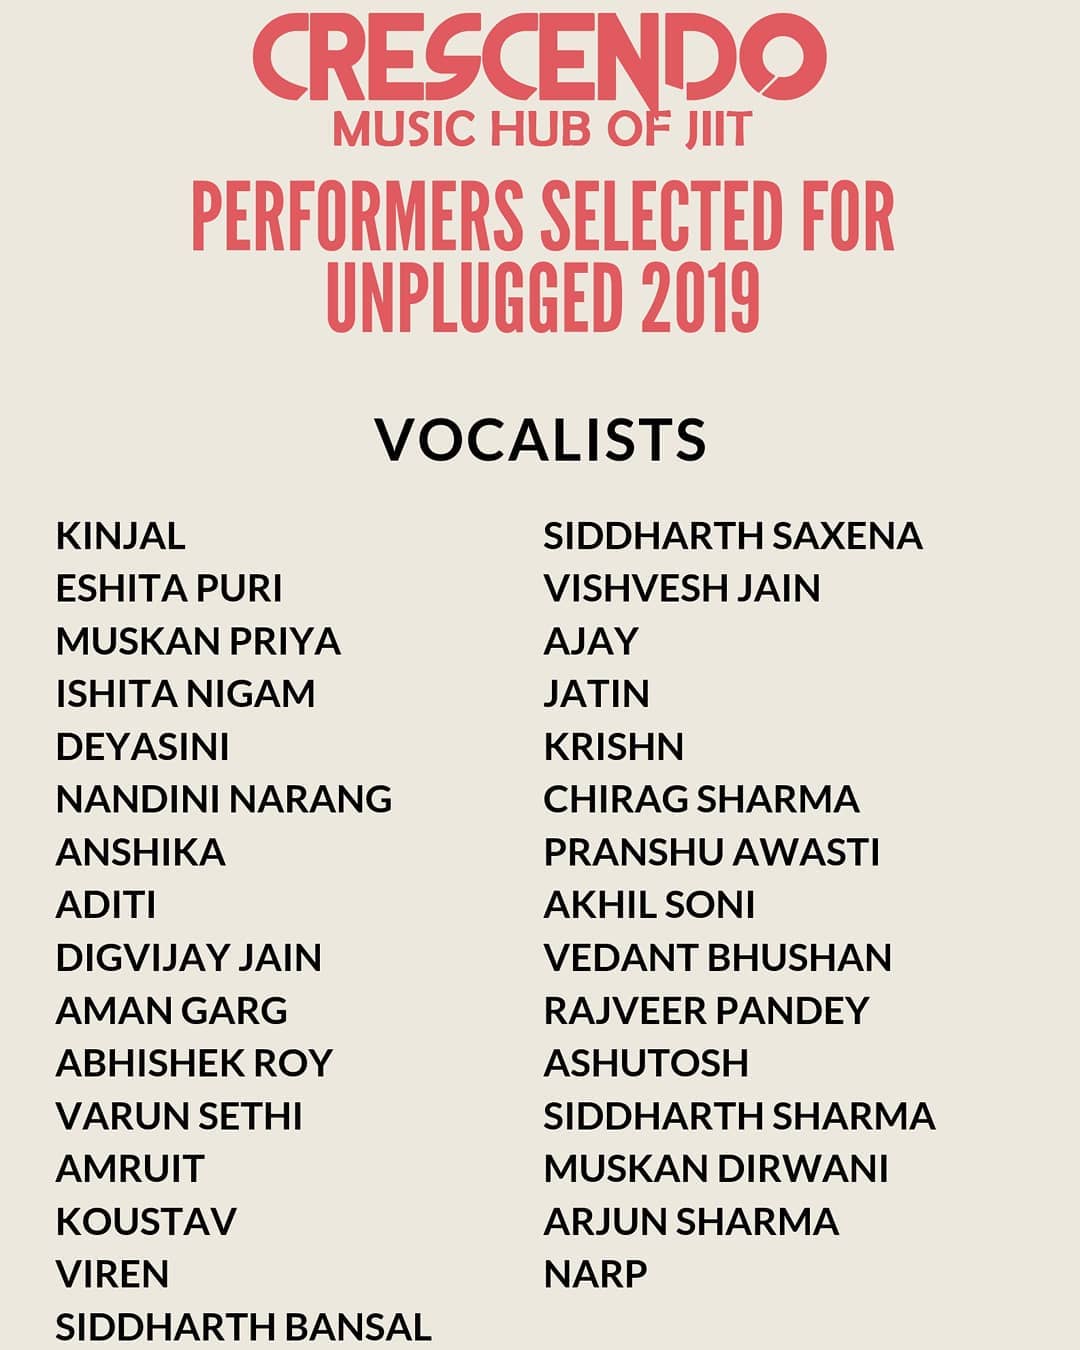 CRESCENDO
MUSIC HUB OF JIIT
PERFORMERS SELECTED FOR
UNPLUGGED 2019
VOCALISTS
KINJAL
ESHITA PURI
MUSKAN PRIYA
ISHITA NIGAM
DEYASINI
NANDINI NARANG
ANSHIKA
ADITI
DIGVIJAY JAIN
AMAN GARG
ABHISHEK ROY
VARUN SETHI
AMRUIT
KOUSTAV
VIREN
SIDDHARTH BANSAL
SIDDHARTH SAXENA
VISHVESH JAIN
AJAY
JATIN
KRISHN
CHIRAG SHARMA
PRANSHU AWASTI
AKHIL SONI
VEDANT BHUSHAN
RAJVEER PANDEY
ASHUTOSH
SIDDHARTH SHARMA
MUSKAN DIRWANI
ARJUN SHARMA
NARP